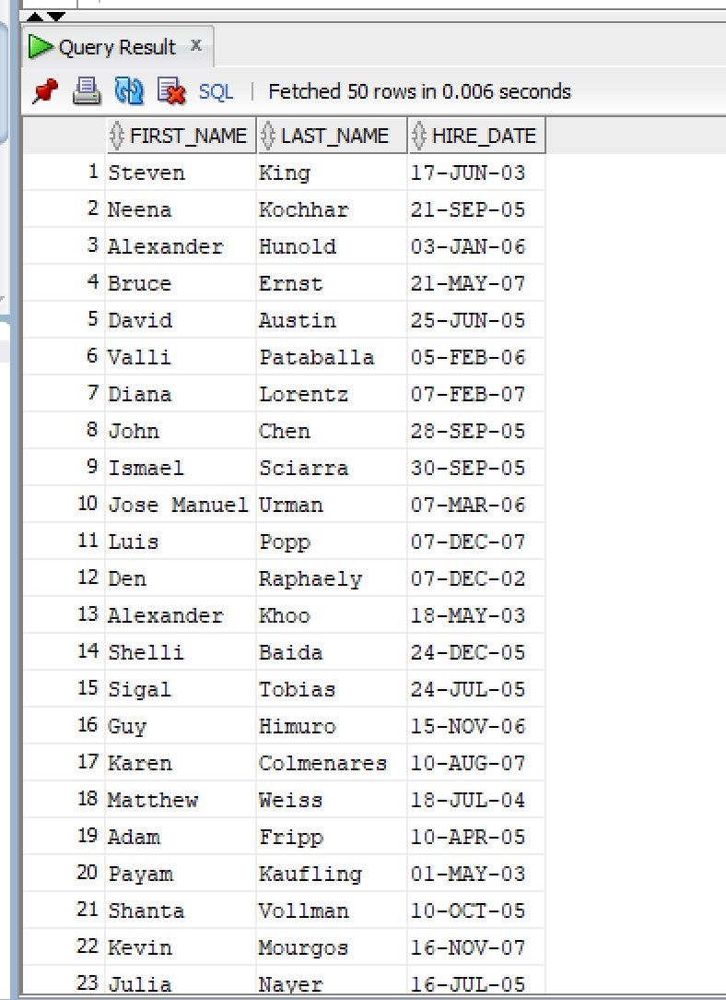 Query Result x
SQL | Fetched 50 rows in 0.006 seconds
FIRST_NAME LAST_NAME HIRE_DATE
1 Steven King 17-JUN-03
2 Neena Kochhar 21-SEP-05
3 Alexander Hunold 03-JAN-06
4 Bruce Ernst 21-MAY-07
5 David Austin 25-JUN-05
6 Valli Pataballa 05-FEB-06
7 Diana Lorentz 07-FEB-07
8 John Chen 28-SEP-05
9 Ismael Sciarra 30-SEP-05
10 Jose Manuel Urman 07-MAR-06
11 Luis Popp 07-DEC-07
12 Den Raphaely 07-DEC-02
13 Alexander Khoo 18-MAY-03
14 Shelli Baida 24-DEC-05
15 Sigal Tobias 24-JUL-05
16 Guy Himuro 15-NOV-06
17 Karen Colmenares 10-AUG-07
18 Matthew Weiss 18-JUL-04
19 Adam Fripp 10-APR-05
20 Payam Kaufling 01-MAY-03
21 Shanta Vollman 10-OCT-05
22 Kevin Mourgos 16-NOV-07
23 Julia Nayer 16-JUL-05